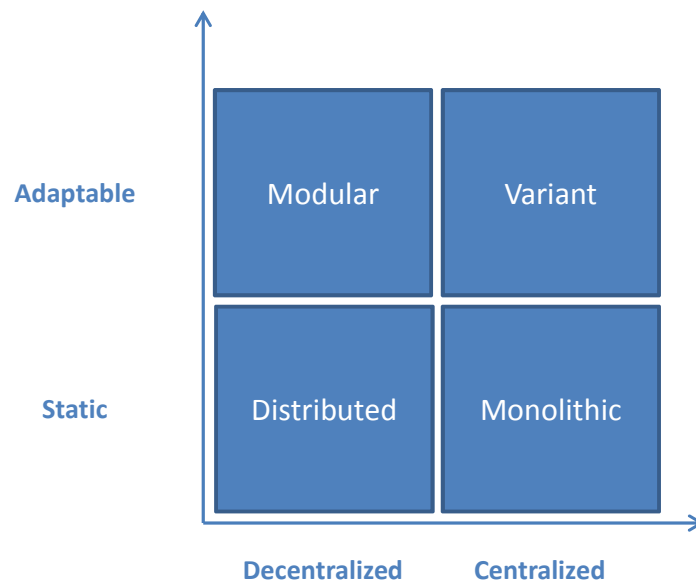 Adaptable
Modular
Variant
Static
Distributed
Monolithic
Decentralized
Centralized